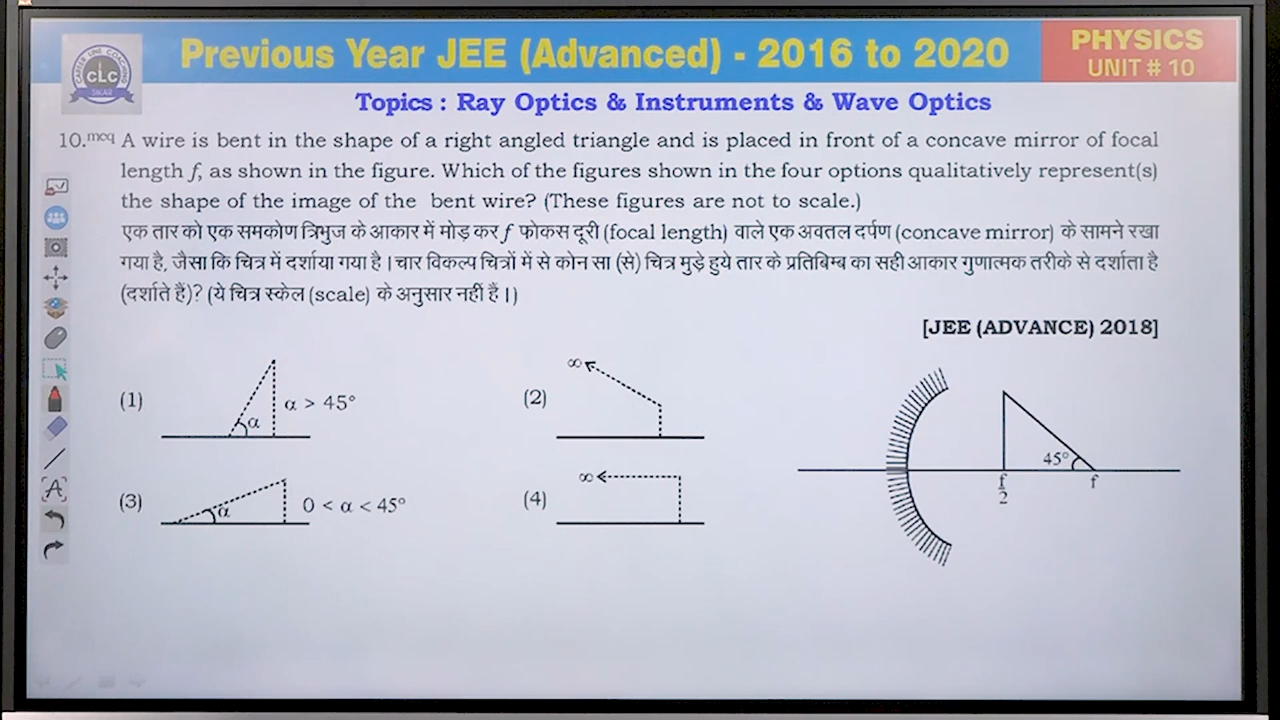 Previous Year JEE (Advanced) - 2016 to 2020
PHYSICS
UNIT # 10
CLC
SIKAR
Topics : Ray Optics & Instruments & Wave Optics
10.mcq A wire is bent in the shape of a right angled triangle and is placed in front of a concave mirror of focal
length f, as shown in the figure. Which of the figures shown in the four options qualitatively represent(s)
the shape of the image of the bent wire? (These figures are not to scale.)
एक तार को एक समकोण त्रिभुज के आकार में मोड़ कर f फोकस दूरी (focal length) वाले एक अवतल दर्पण (concave mirror) के सामने रखा
गया है, जैसा कि चित्र में दर्शाया गया है। चार विकल्प चित्रों में से कोन सा (से) चित्र मुड़े हुये तार के प्रतिबिम्ब का सही आकार गुणात्मक तरीके से दर्शाता है
(दर्शाते हैं)? (ये चित्र स्केल (scale) के अनुसार नहीं हैं।)
[JEE (ADVANCE) 2018]
(1) α α > 45°
(2) ∞
(3) α 0 < α < 45°
(4) ∞
45°
f
2
f
A